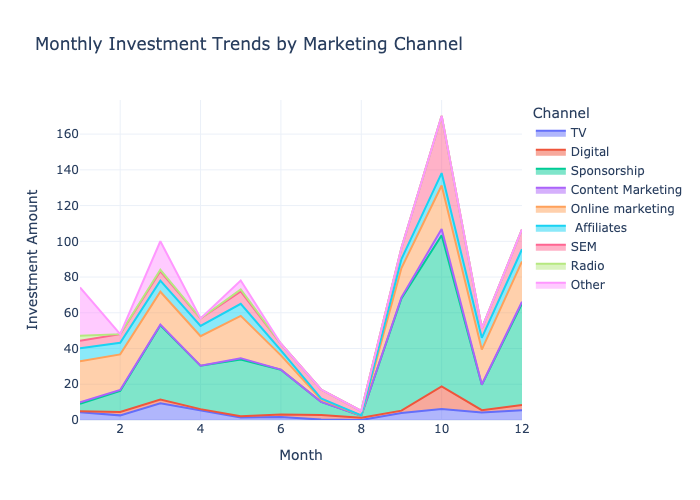 Monthly Investment Trends by Marketing Channel
Channel
TV
Digital
Sponsorship
Content Marketing
Online marketing
Affiliates
SEM
Radio
Other
Investment Amount
160
140
120
100
80
60
40
20
0
2
4
6
8
10
12
Month